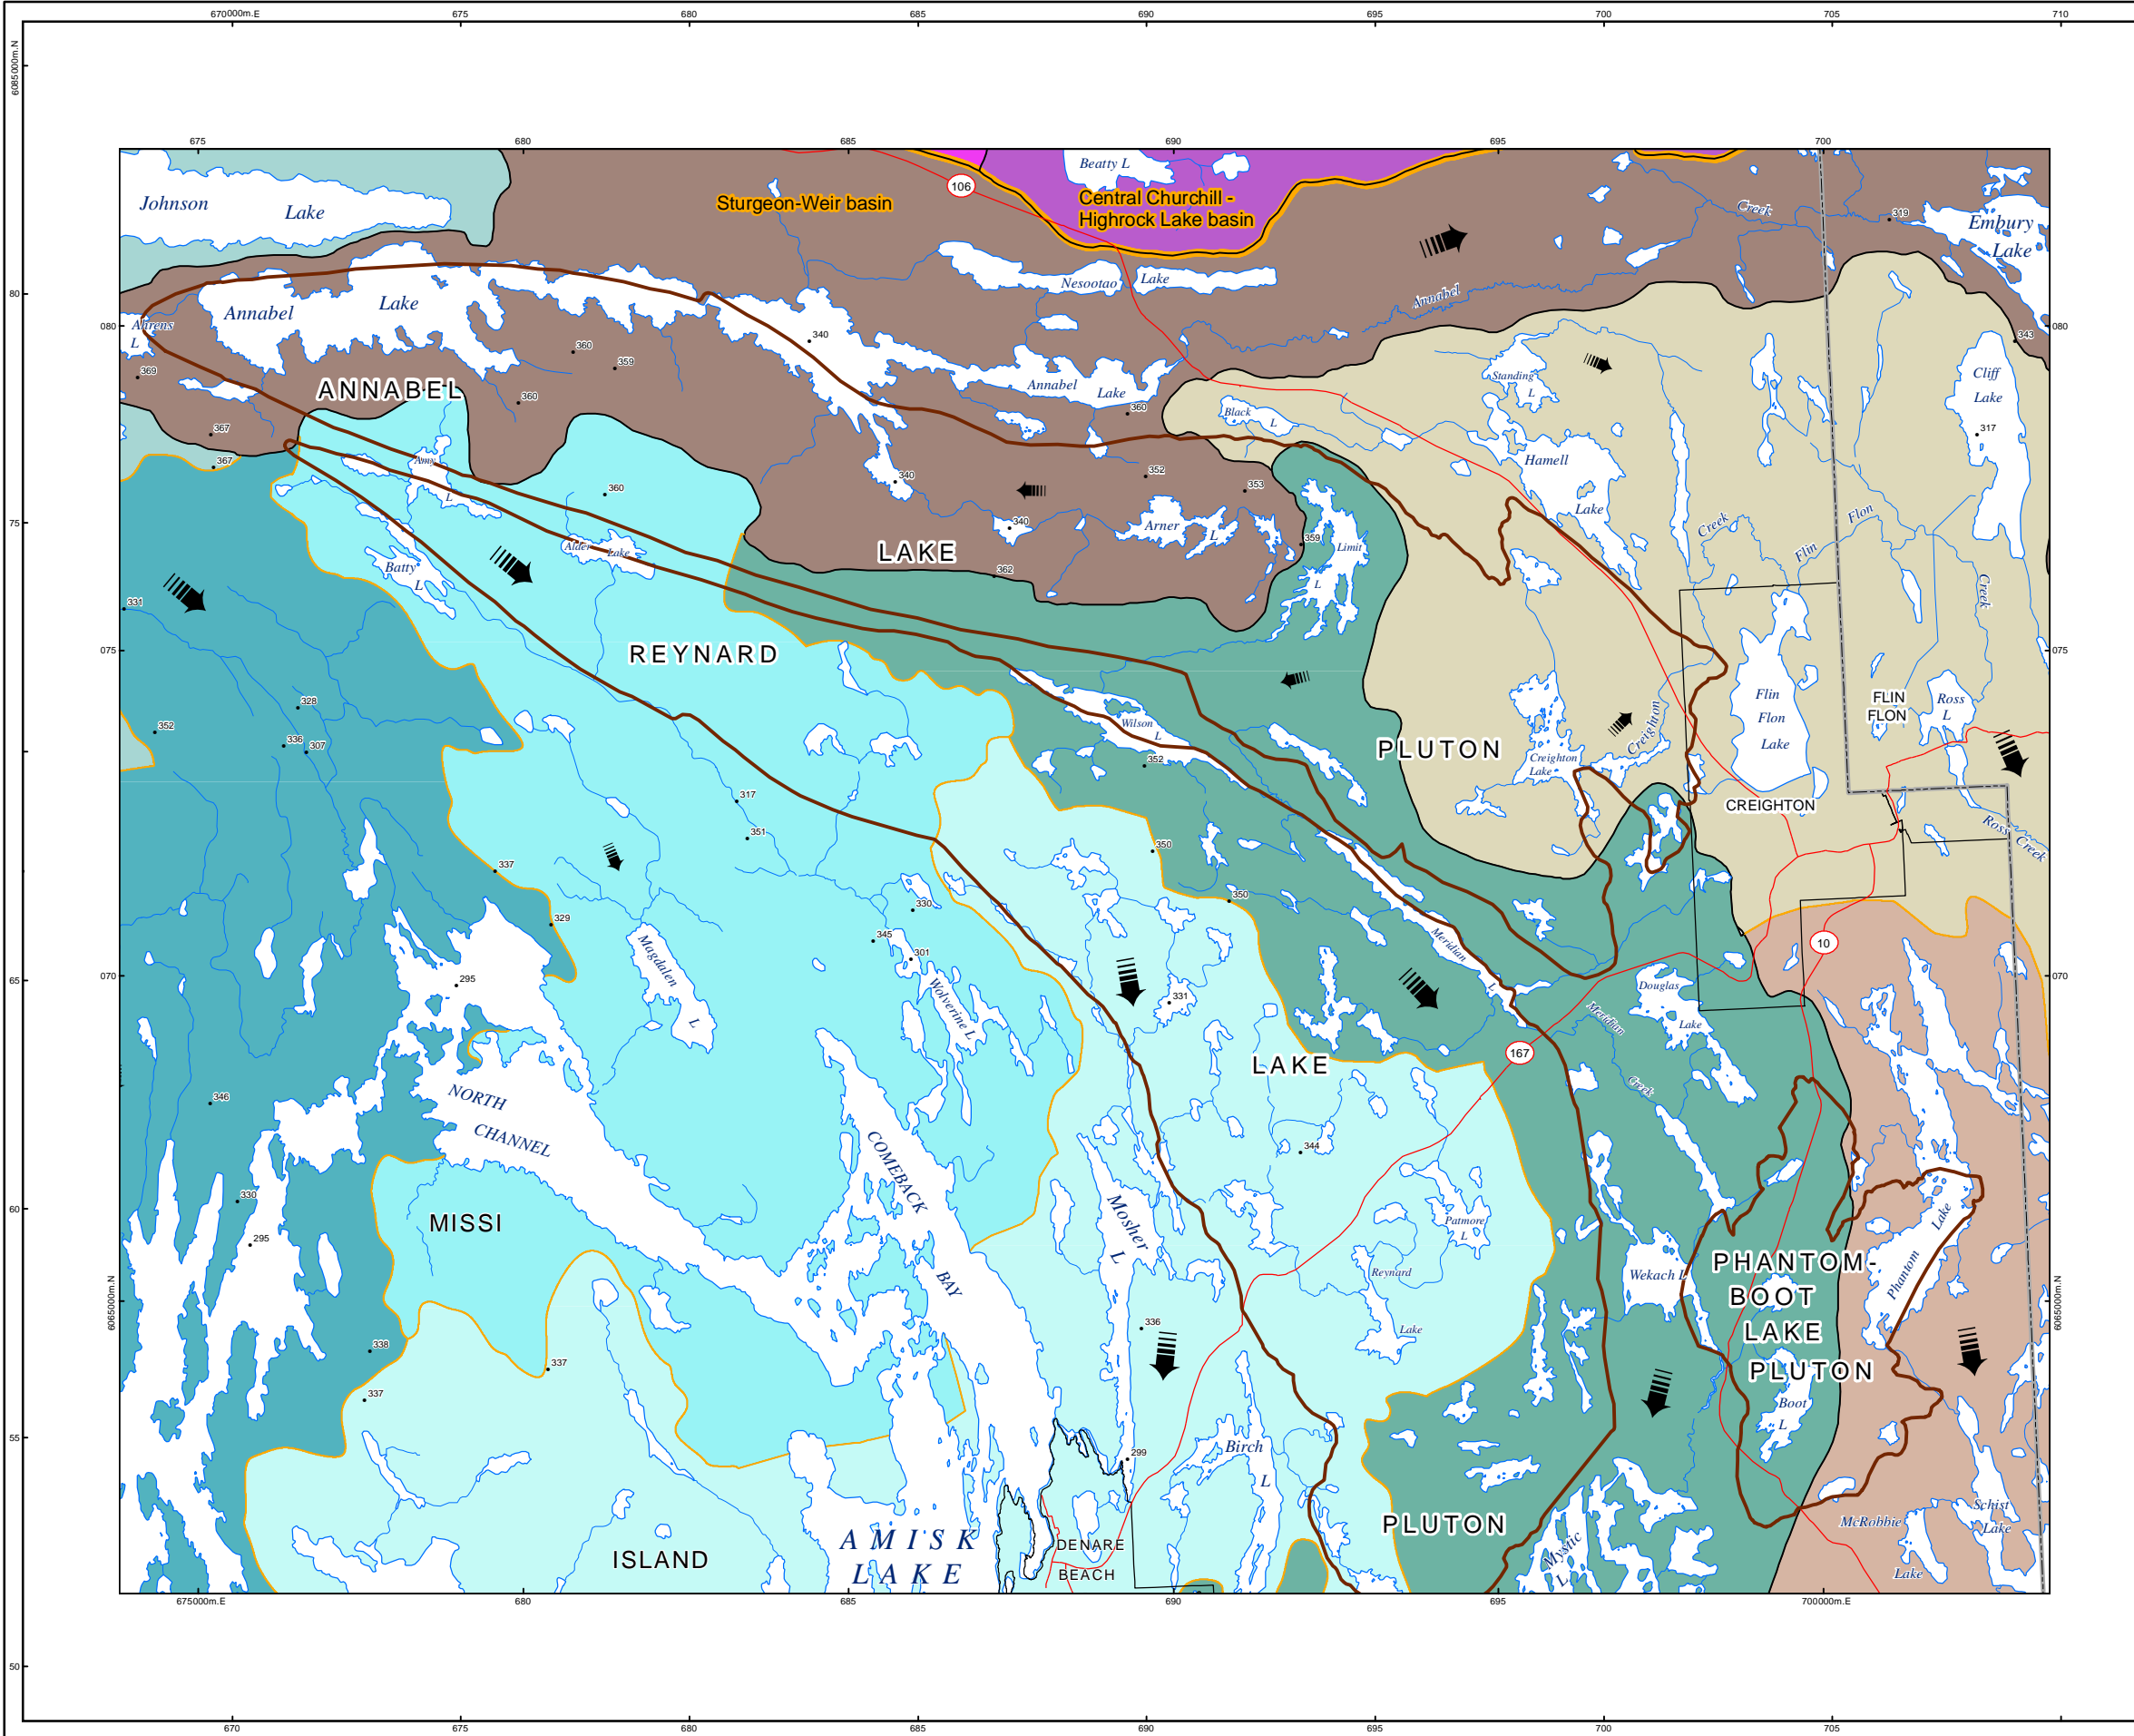 670000m.E 675 680 685 690 695 700 705 710
6085000m.N
675 680 685 690 695 700
Beatty L
106
Johnson Lake
Sturgeon-Weir basin
Central Churchill -
Highrock Lake basin
Creek
319
Embury
Lake
Nesootao Lake
80
Annabel Lake
Annabel
Ahrens
L
080
080
340
343
360
359
369
Standing
L
Cliff
Lake
ANNABEL
Annabel Lake
360
360
Black
L
317
367
367
Amy
L
Hamell
Lake
352
353
360
340
Creek
Flon
75
340
Arner
L
359
Limit
L
Flin
LAKE
Alder Lake
Batty
L
362
Creek
331
REYNARD
075
075
Flin
Flon
Lake
FLIN
FLON
Ross
L
328
352
336
307
Wilson
L
352
PLUTON
Creighton
Creighton
Lake
317
CREIGHTON
351
Ross
Creek
350
337
350
329
330
345
301
Magdalen
L
Wolverine L
Meridian
L
10
65
070
070
295
331
Douglas
Lake
Meridian
Creek
167
LAKE
346
NORTH
CHANNEL
COMEBACK
BAY
344
330
60
MISSI
Mosher
L
Patmore
L
Phantom
Lake
295
Reynard
Lake
Wekach L
PHANTOM-
BOOT
LAKE
PLUTON
6065000m.N
6065000m.N
336
338
337
337
Boot
L
55
299
Birch
L
Schist
Lake
McRobbie
Lake
PLUTON
AMISK
LAKE
DENARE
BEACH
ISLAND
Mystic
L
675000m.E 680 685 690 695 700000m.E
50
670 675 680 685 690 695 700 705